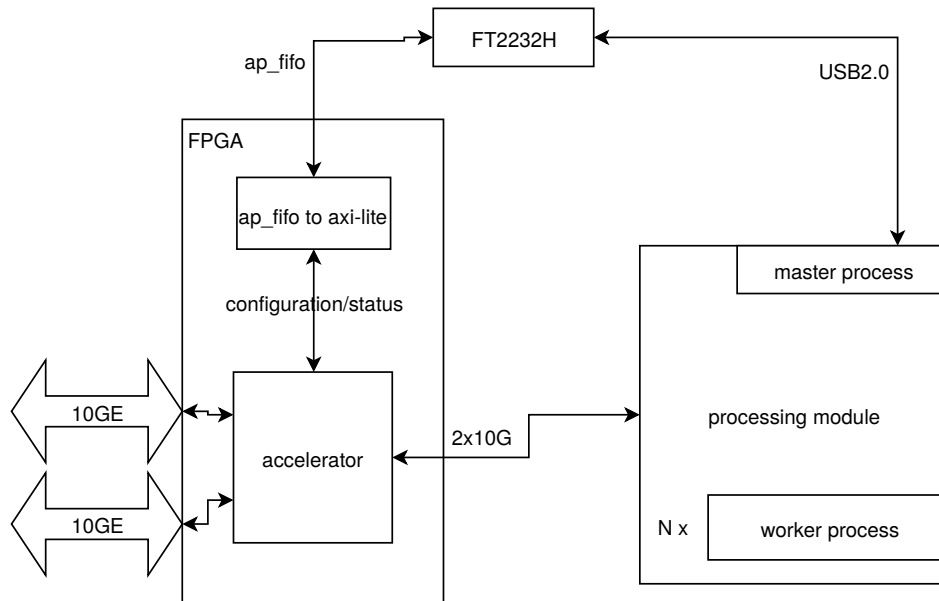 FT2232H
ap_fifo
USB2.0
FPGA
ap_fifo to axi-lite
master process
configuration/status
10GE
processing module
2x10G
accelerator
10GE
N x
worker process